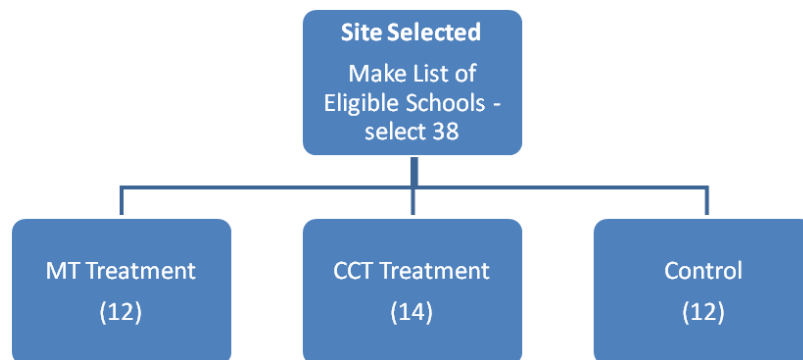 Site Selected
Make List of
Eligible Schools -
select 38
MT Treatment
(12)
CCT Treatment
(14)
Control
(12)